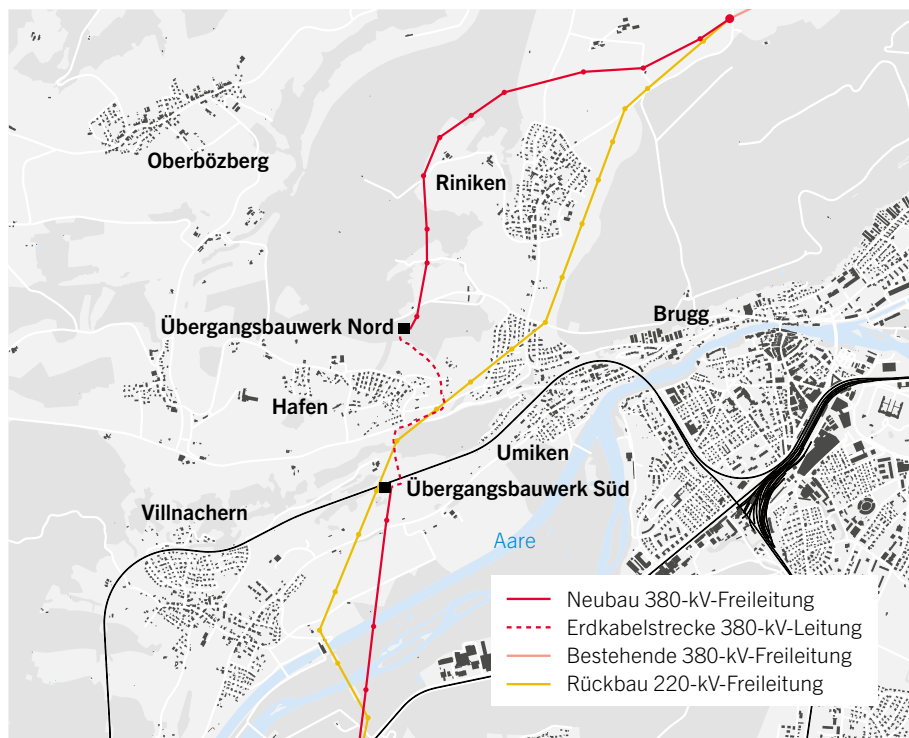 Oberbözberg
Riniken
Brugg
Übergangsbauwerk Nord
Hafen
Umiken
Übergangsbauwerk Süd
Villnachern
Aare
Neubau 380-kV-Freileitung
Erdkabelstrecke 380-kV-Leitung
Bestehende 380-kV-Freileitung
Rückbau 220-kV-Freileitung